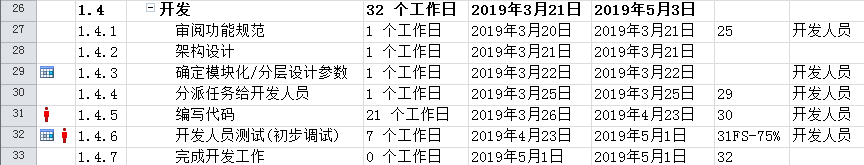 26 1.4 开发 32 个工作日 2019年3月21日 2019年5月3日
27 1.4.1 审阅功能规范 1 个工作日 2019年3月20日 2019年3月21日 25 开发人员
28 1.4.2 架构设计 1 个工作日 2019年3月21日 2019年3月21日
29 1.4.3 确定模块化/分层设计参数 1 个工作日 2019年3月22日 2019年3月22日 开发人员
30 1.4.4 分派任务给开发人员 1 个工作日 2019年3月25日 2019年3月25日 29 开发人员
31 1.4.5 编写代码 21 个工作日 2019年3月26日 2019年4月23日 30 开发人员
32 1.4.6 开发人员测试(初步调试) 7 个工作日 2019年4月23日 2019年5月1日 31FS-75% 开发人员
33 1.4.7 完成开发工作 0 个工作日 2019年5月1日 2019年5月1日 32